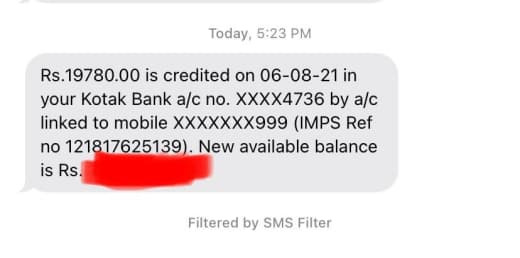 Today, 5:23 PM
Rs.19780.00 is credited on 06-08-21 in
your Kotak Bank a/c no. XXXX4736 by a/c
linked to mobile XXXXXXX999 (IMPS Ref
no 121817625139). New available balance
is Rs.
Filtered by SMS Filter